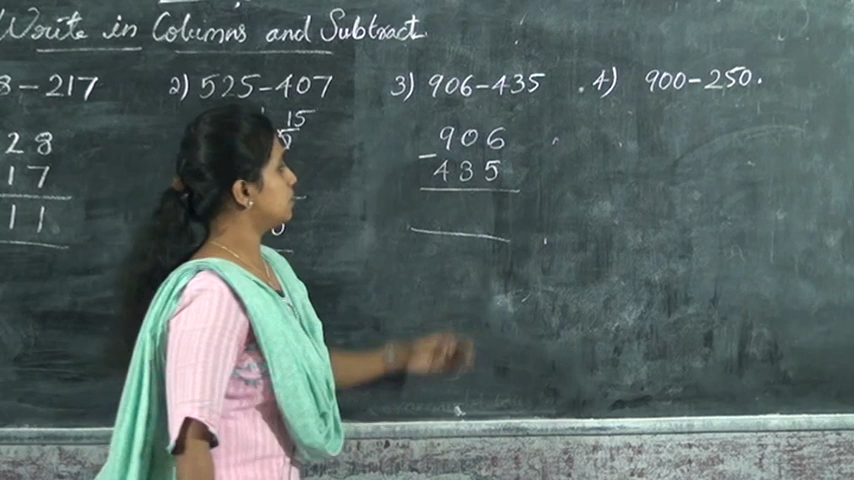 Write in Columns and Subtract.
8-217 2) 525-407 3) 906-435 4) 900-250.
28 15 906
17 5 -435
11